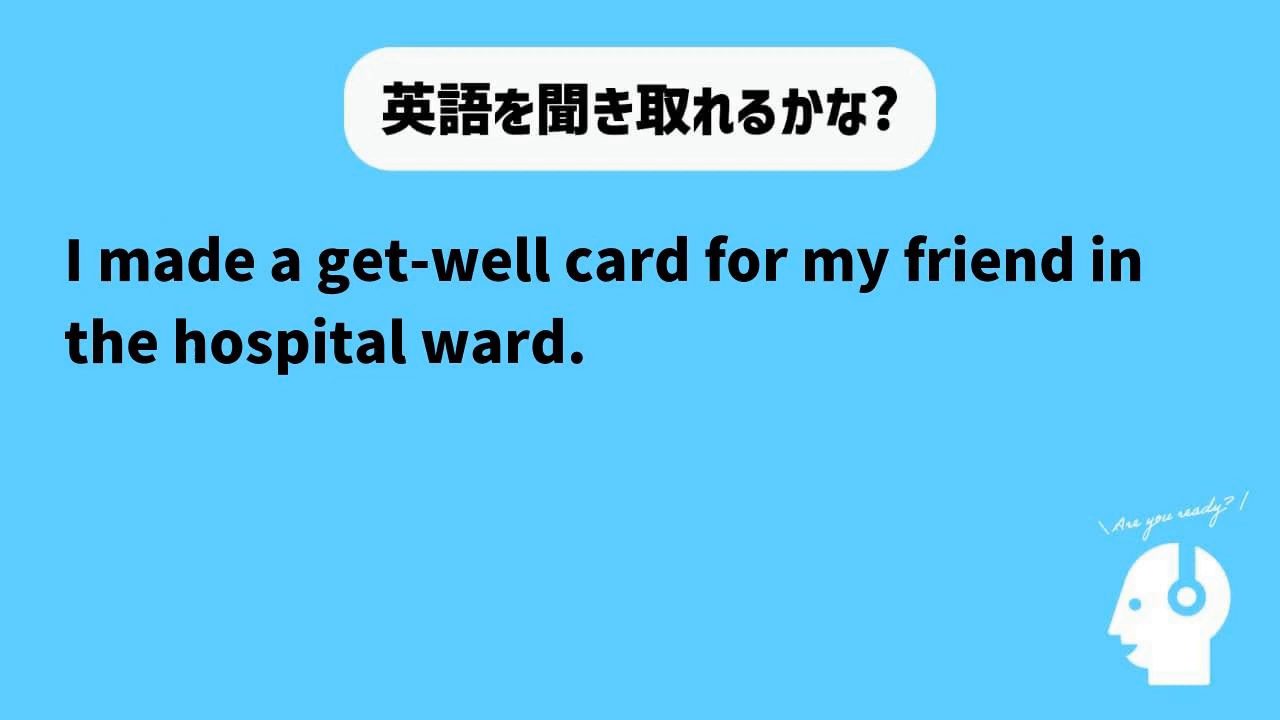 英語を聞き取れるかな?
I made a get-well card for my friend in
the hospital ward.
\ Are you ready? /